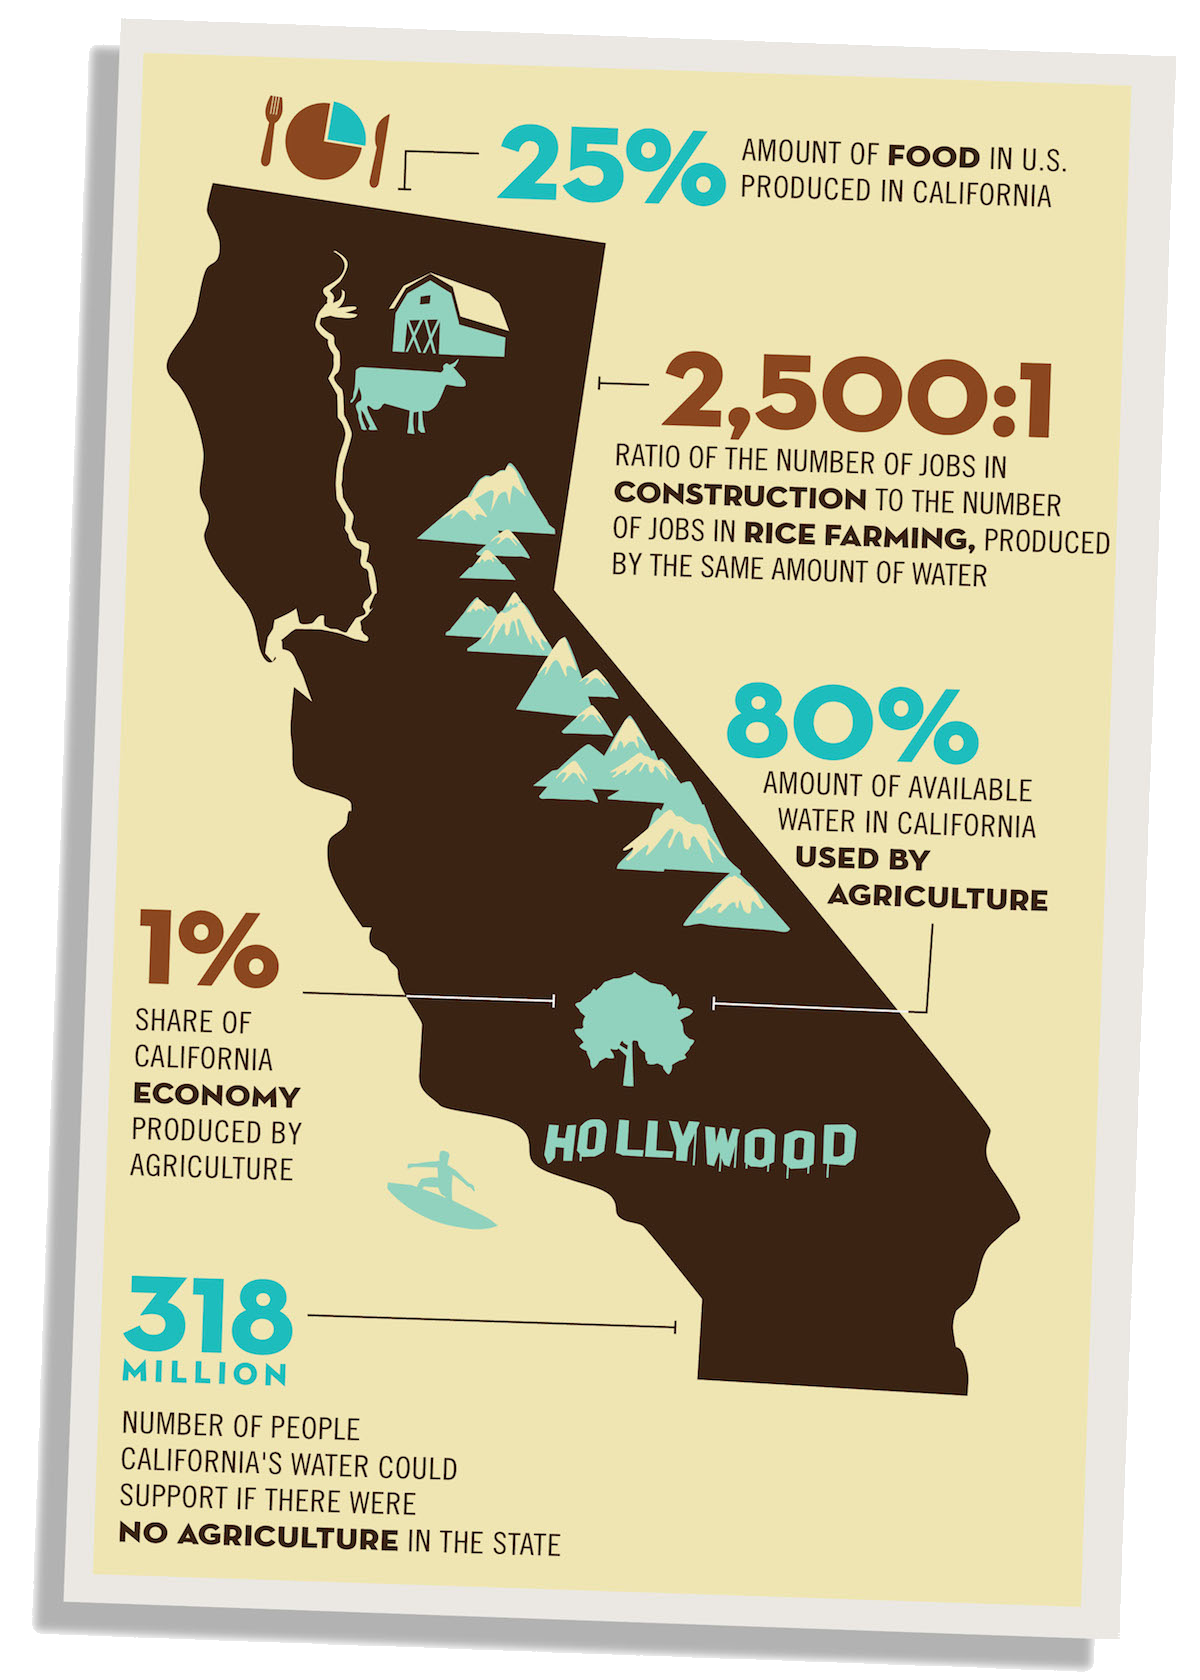 25%
AMOUNT OF FOOD IN U.S.
PRODUCED IN CALIFORNIA
2,500:1
RATIO OF THE NUMBER OF JOBS IN
CONSTRUCTION TO THE NUMBER
OF JOBS IN RICE FARMING, PRODUCED
BY THE SAME AMOUNT OF WATER
80%
AMOUNT OF AVAILABLE
WATER IN CALIFORNIA
USED BY
AGRICULTURE
1%
SHARE OF
CALIFORNIA
ECONOMY
PRODUCED BY
AGRICULTURE
HOLLYWOOD
318
MILLION
NUMBER OF PEOPLE
CALIFORNIA'S WATER COULD
SUPPORT IF THERE WERE
NO AGRICULTURE IN THE STATE